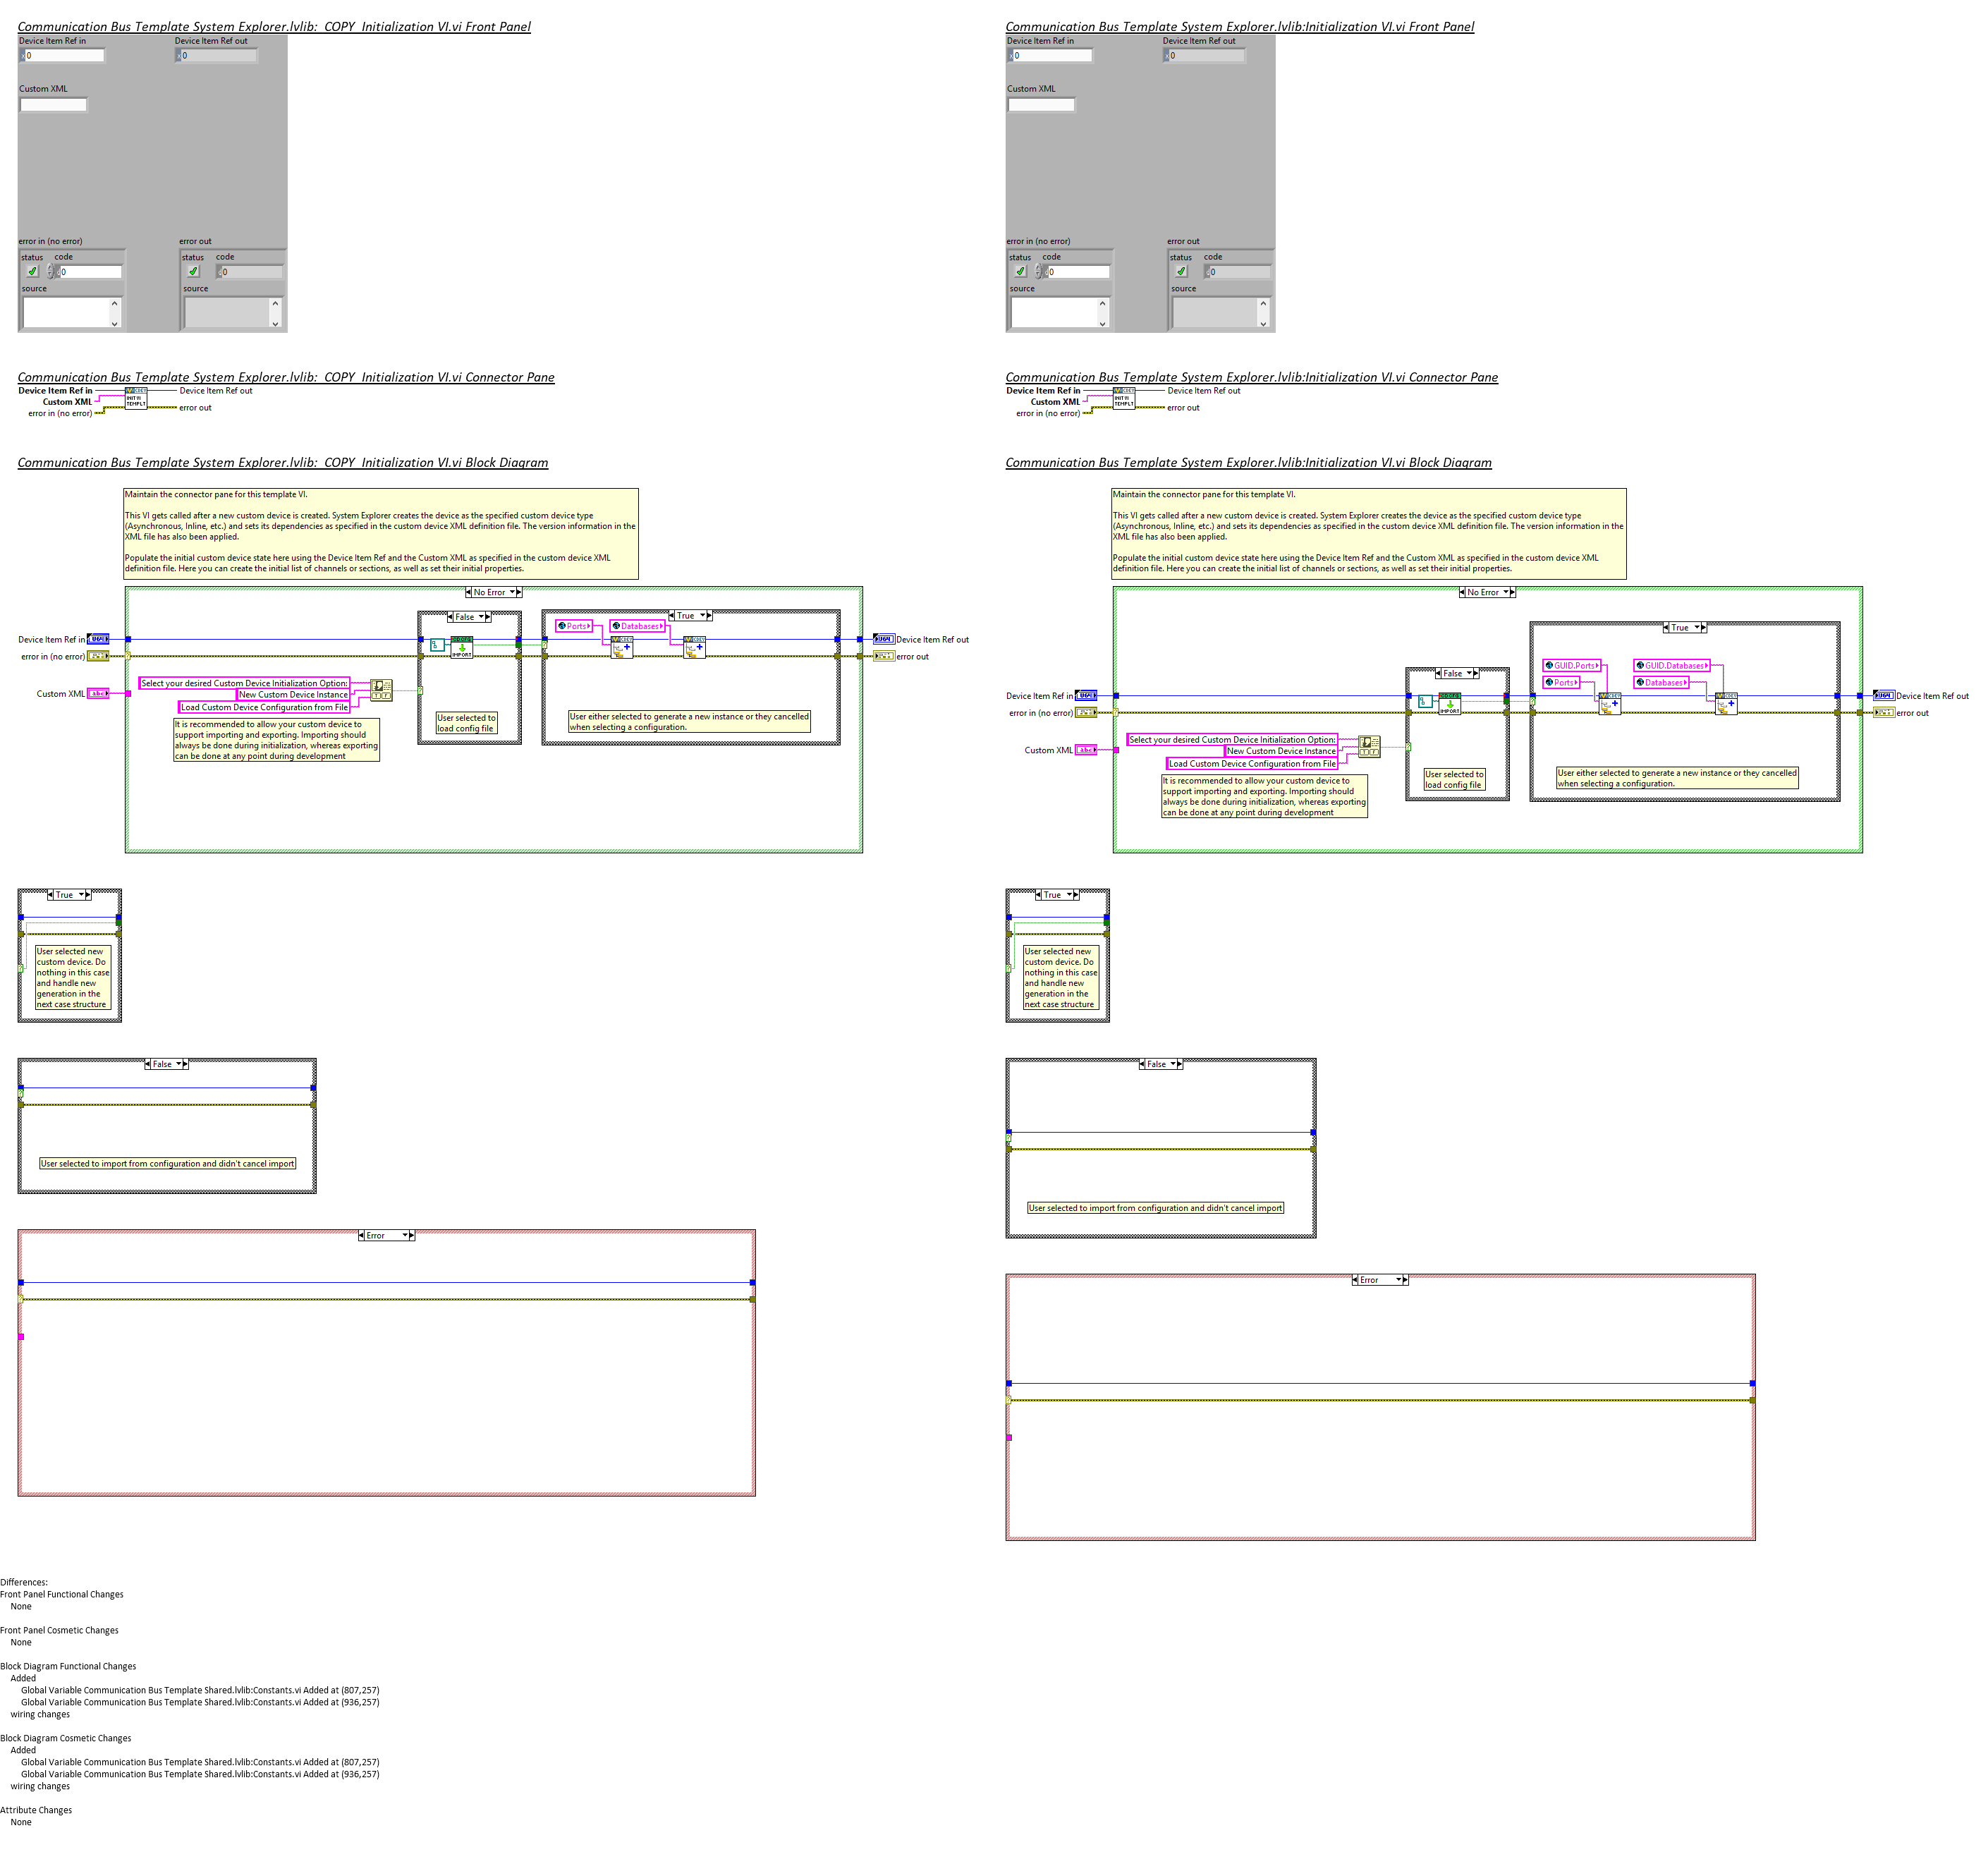 Communication Bus Template System Explorer.lvlib:_COPY_Initialization VI.vi Front Panel
Device Item Ref in
Device Item Ref out
0
0
Custom XML
error in (no error)
error out
status
code
status
code
0
0
source
source
Communication Bus Template System Explorer.lvlib:_COPY_Initialization VI.vi Connector Pane
Device Item Ref in
Device Item Ref out
Custom XML
error in (no error)
error out
INIT VI
TEMPLT
Communication Bus Template System Explorer.lvlib:_COPY_Initialization VI.vi Block Diagram
Maintain the connector pane for this template VI.
This VI gets called after a new custom device is created. System Explorer creates the device as the specified custom device type
(Asynchronous, Inline, etc.) and sets its dependencies as specified in the custom device XML definition file. The version information in the
XML file has also been applied.
Populate the initial custom device state here using the Device Item Ref and the Custom XML as specified in the custom device XML
definition file. Here you can create the initial list of channels or sections, as well as set their initial properties.
No Error
False
True
Ports
Databases
Device Item Ref in
Device Item Ref out
error in (no error)
error out
IMPORT
Select your desired Custom Device Initialization Option:
Custom XML
abc
New Custom Device Instance
Load Custom Device Configuration from File
It is recommended to allow your custom device to
support importing and exporting. Importing should
always be done during initialization, whereas exporting
can be done at any point during development
User selected to
load config file
User either selected to generate a new instance or they cancelled
when selecting a configuration.
True
User selected new
custom device. Do
nothing in this case
and handle new
generation in the
next case structure
False
User selected to import from configuration and didn't cancel import
Error
Communication Bus Template System Explorer.lvlib:Initialization VI.vi Front Panel
Device Item Ref in
Device Item Ref out
0
0
Custom XML
error in (no error)
error out
status
code
status
code
0
0
source
source
Communication Bus Template System Explorer.lvlib:Initialization VI.vi Connector Pane
Device Item Ref in
Device Item Ref out
Custom XML
error in (no error)
error out
INIT VI
TEMPLT
Communication Bus Template System Explorer.lvlib:Initialization VI.vi Block Diagram
Maintain the connector pane for this template VI.
This VI gets called after a new custom device is created. System Explorer creates the device as the specified custom device type
(Asynchronous, Inline, etc.) and sets its dependencies as specified in the custom device XML definition file. The version information in the
XML file has also been applied.
Populate the initial custom device state here using the Device Item Ref and the Custom XML as specified in the custom device XML
definition file. Here you can create the initial list of channels or sections, as well as set their initial properties.
No Error
True
GUID.Ports
GUID.Databases
False
Ports
Databases
Device Item Ref in
Device Item Ref out
error in (no error)
error out
IMPORT
Select your desired Custom Device Initialization Option:
Custom XML
abc
New Custom Device Instance
Load Custom Device Configuration from File
It is recommended to allow your custom device to
support importing and exporting. Importing should
always be done during initialization, whereas exporting
can be done at any point during development
User selected to
load config file
User either selected to generate a new instance or they cancelled
when selecting a configuration.
True
User selected new
custom device. Do
nothing in this case
and handle new
generation in the
next case structure
False
User selected to import from configuration and didn't cancel import
Error
Differences:
Front Panel Functional Changes
None
Front Panel Cosmetic Changes
None
Block Diagram Functional Changes
Added
Global Variable Communication Bus Template Shared.lvlib:Constants.vi Added at (807,257)
Global Variable Communication Bus Template Shared.lvlib:Constants.vi Added at (936,257)
wiring changes
Block Diagram Cosmetic Changes
Added
Global Variable Communication Bus Template Shared.lvlib:Constants.vi Added at (807,257)
Global Variable Communication Bus Template Shared.lvlib:Constants.vi Added at (936,257)
wiring changes
Attribute Changes
None